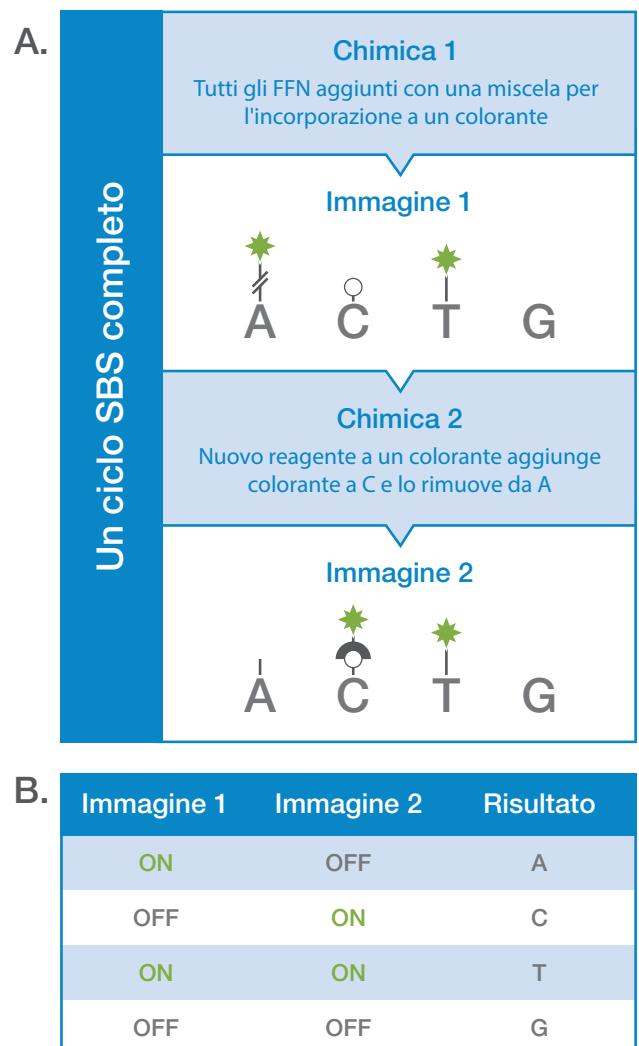 A.
Un ciclo SBS completo
Chimica 1
Tutti gli FFN aggiunti con una miscela per
l'incorporazione a un colorante
Immagine 1
A C T G
Chimica 2
Nuovo reagente a un colorante aggiunge
colorante a C e lo rimuove da A
Immagine 2
A C T G
B.
Immagine 1 Immagine 2 Risultato
ON OFF A
OFF ON C
ON ON T
OFF OFF G